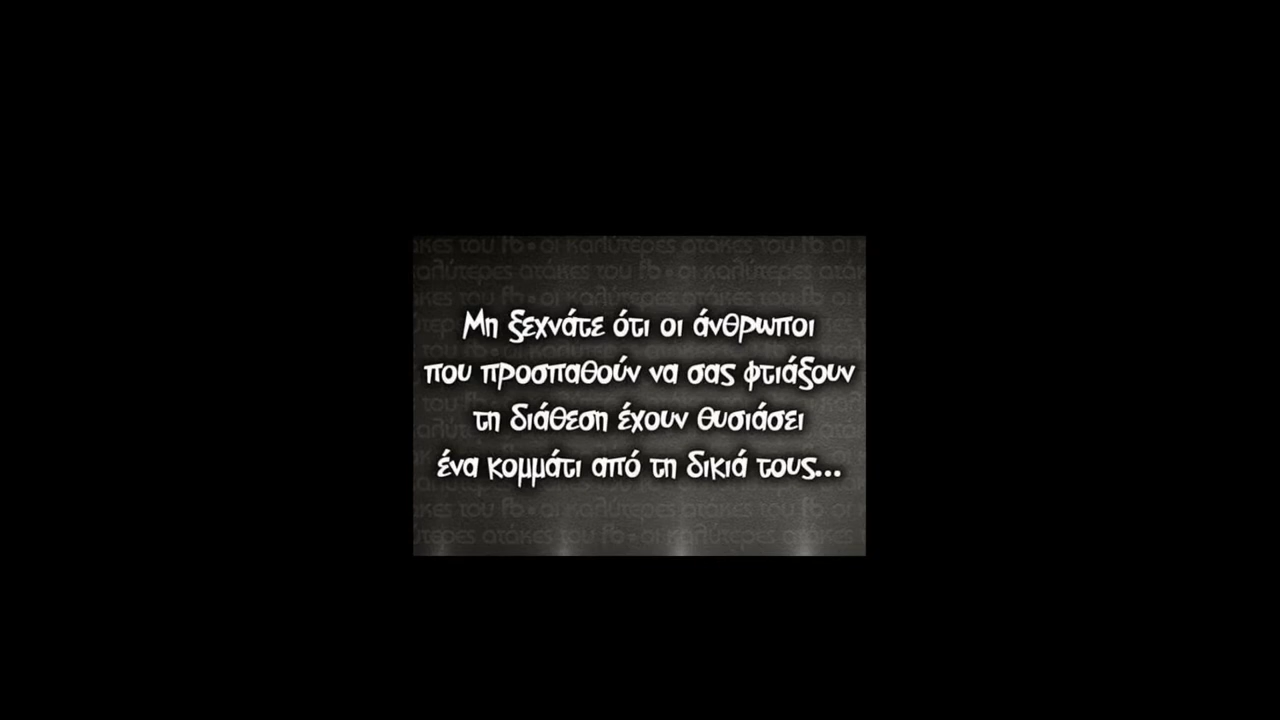 Μη ξεχνάτε ότι οι άνθρωποι
που προσπαθούν να σας φτιάξουν
τη διάθεση έχουν θυσιάσει
ένα κομμάτι από τη δικιά τους...